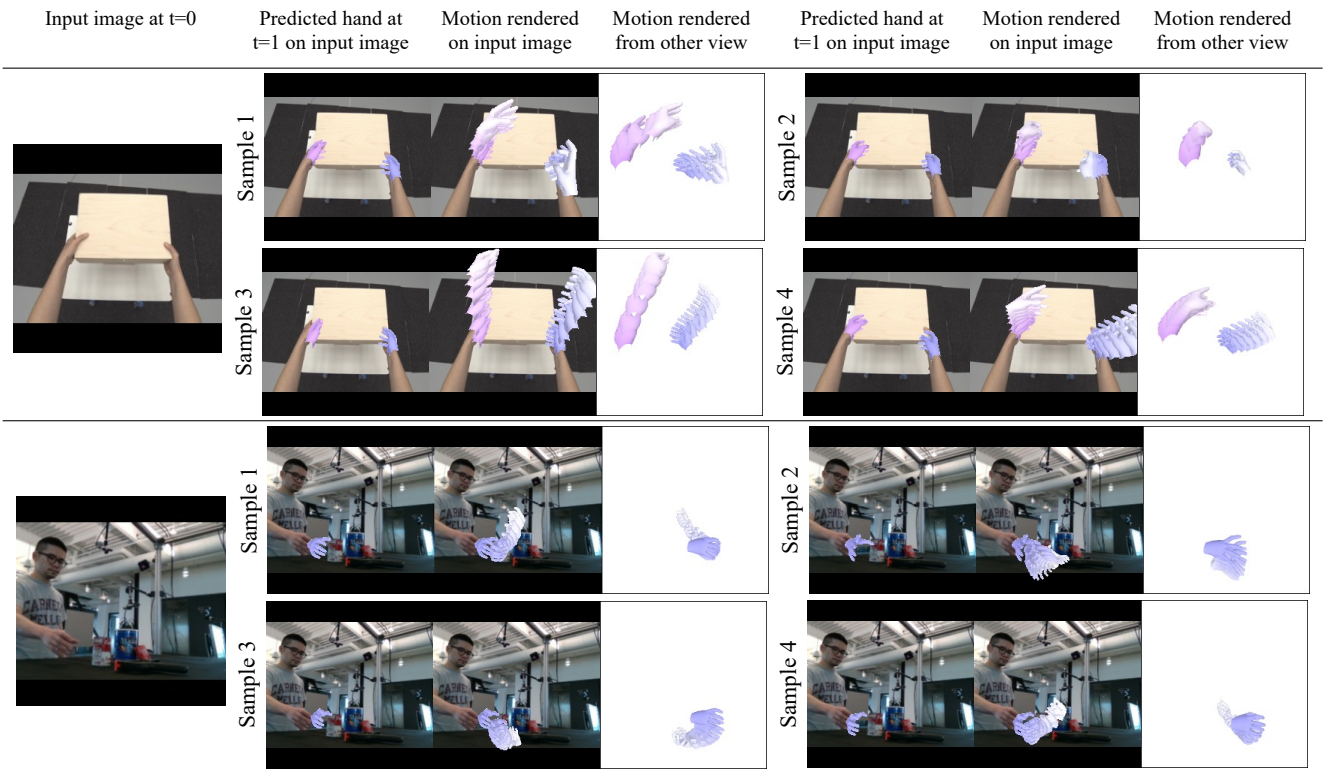 Input image at t=0
Predicted hand at
t=1 on input image
Motion rendered
on input image
Motion rendered
from other view
Predicted hand at
t=1 on input image
Motion rendered
on input image
Motion rendered
from other view
Sample 1
Sample 2
Sample 3
Sample 4
Sample 1
Sample 2
CARNEG
MELLO
Sample 3
Sample 4